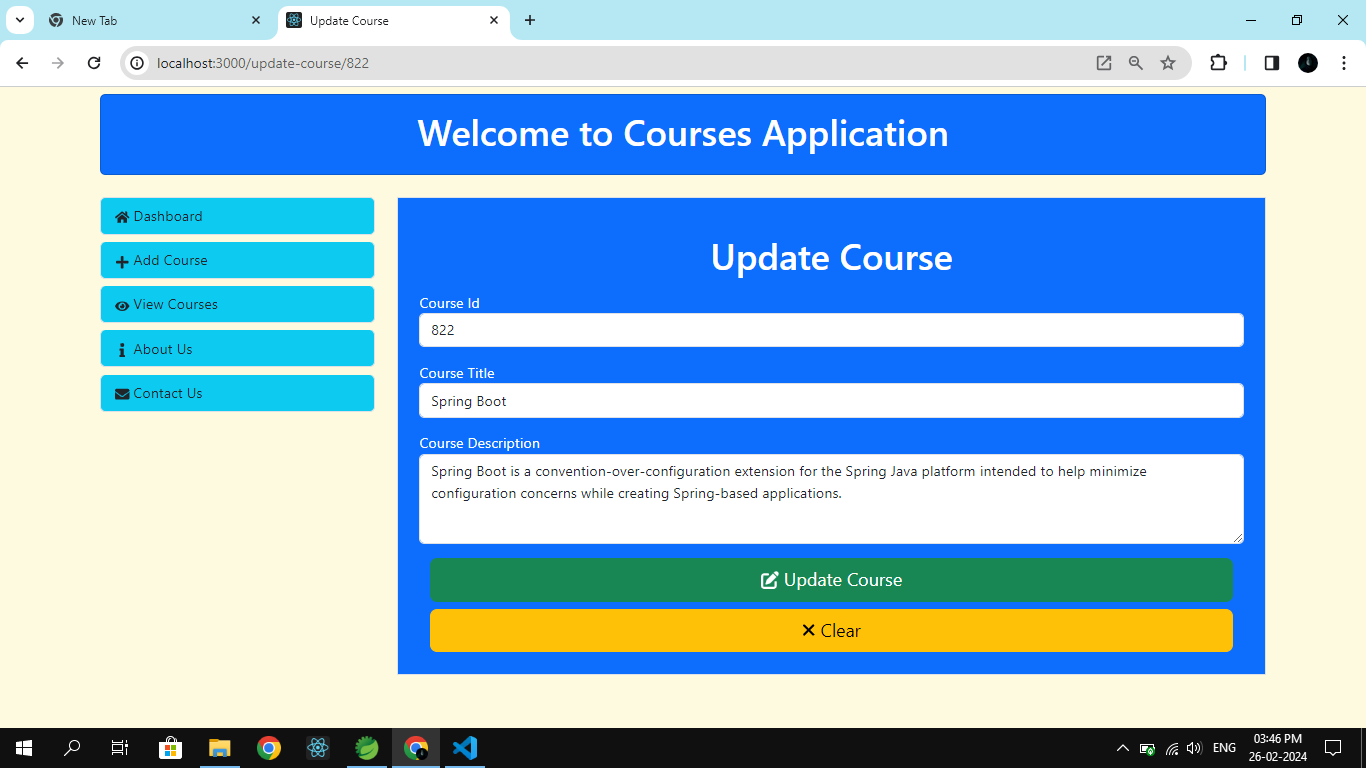 New Tab
Update Course
localhost:3000/update-course/822
Welcome to Courses Application
Dashboard
Add Course
View Courses
About Us
Contact Us
Update Course
Course Id
822
Course Title
Spring Boot
Course Description
Spring Boot is a convention-over-configuration extension for the Spring Java platform intended to help minimize
configuration concerns while creating Spring-based applications.
Update Course
Clear
ENG
03:46 PM
26-02-2024